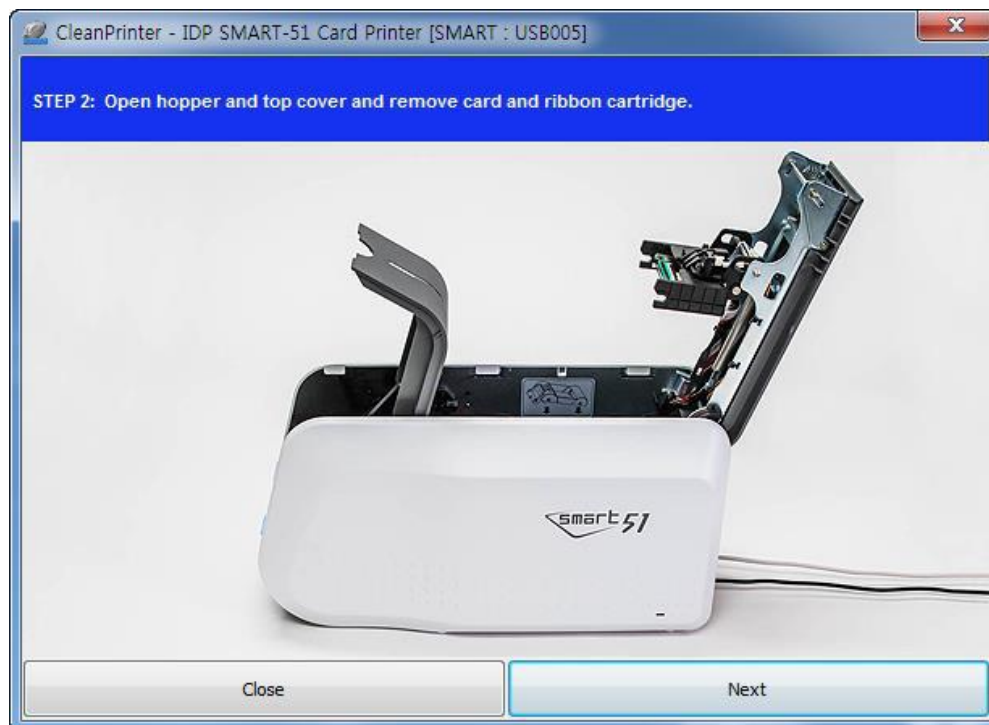 CleanPrinter - IDP SMART-51 Card Printer [SMART : USB005]
STEP 2:  Open hopper and top cover and remove card and ribbon cartridge.
smart 51
Close
Next